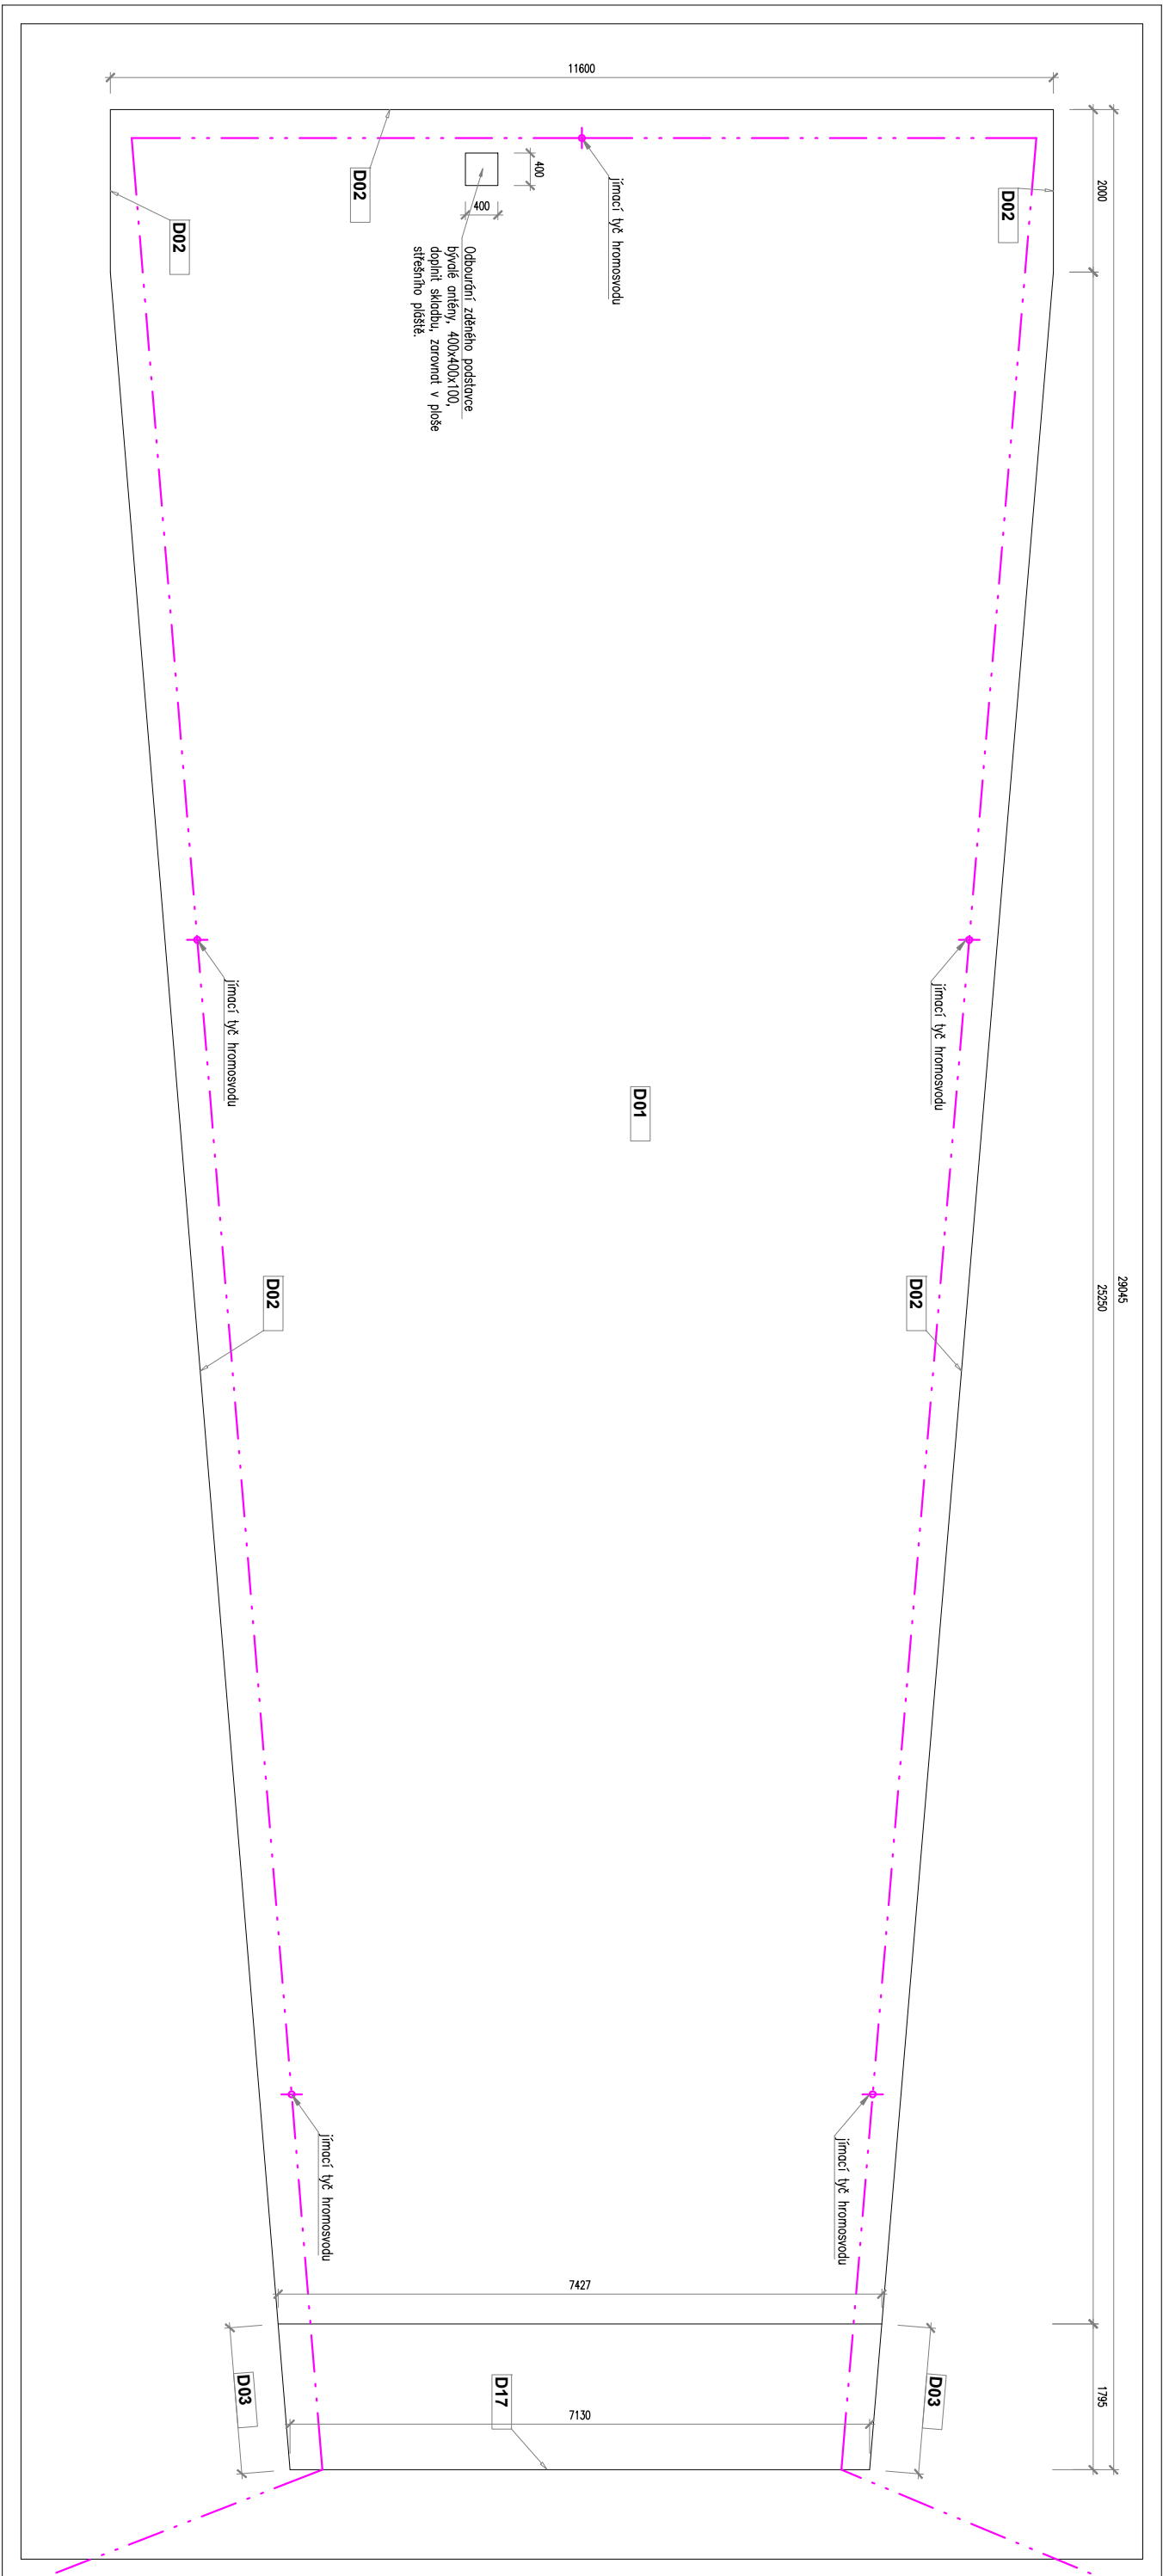 11600
2000
25250
29045
1795
D02
D02
D02
400
400
jímací tyč hromosvodu
Odbourání zděného podstavce
bývalé antény, 400x400x100,
doplnit skladbu, zarovnat v ploše
střešního pláště.
jímací tyč hromosvodu
jímací tyč hromosvodu
D01
D02
D02
jímací tyč hromosvodu
jímací tyč hromosvodu
7427
7130
D03
D17
D03